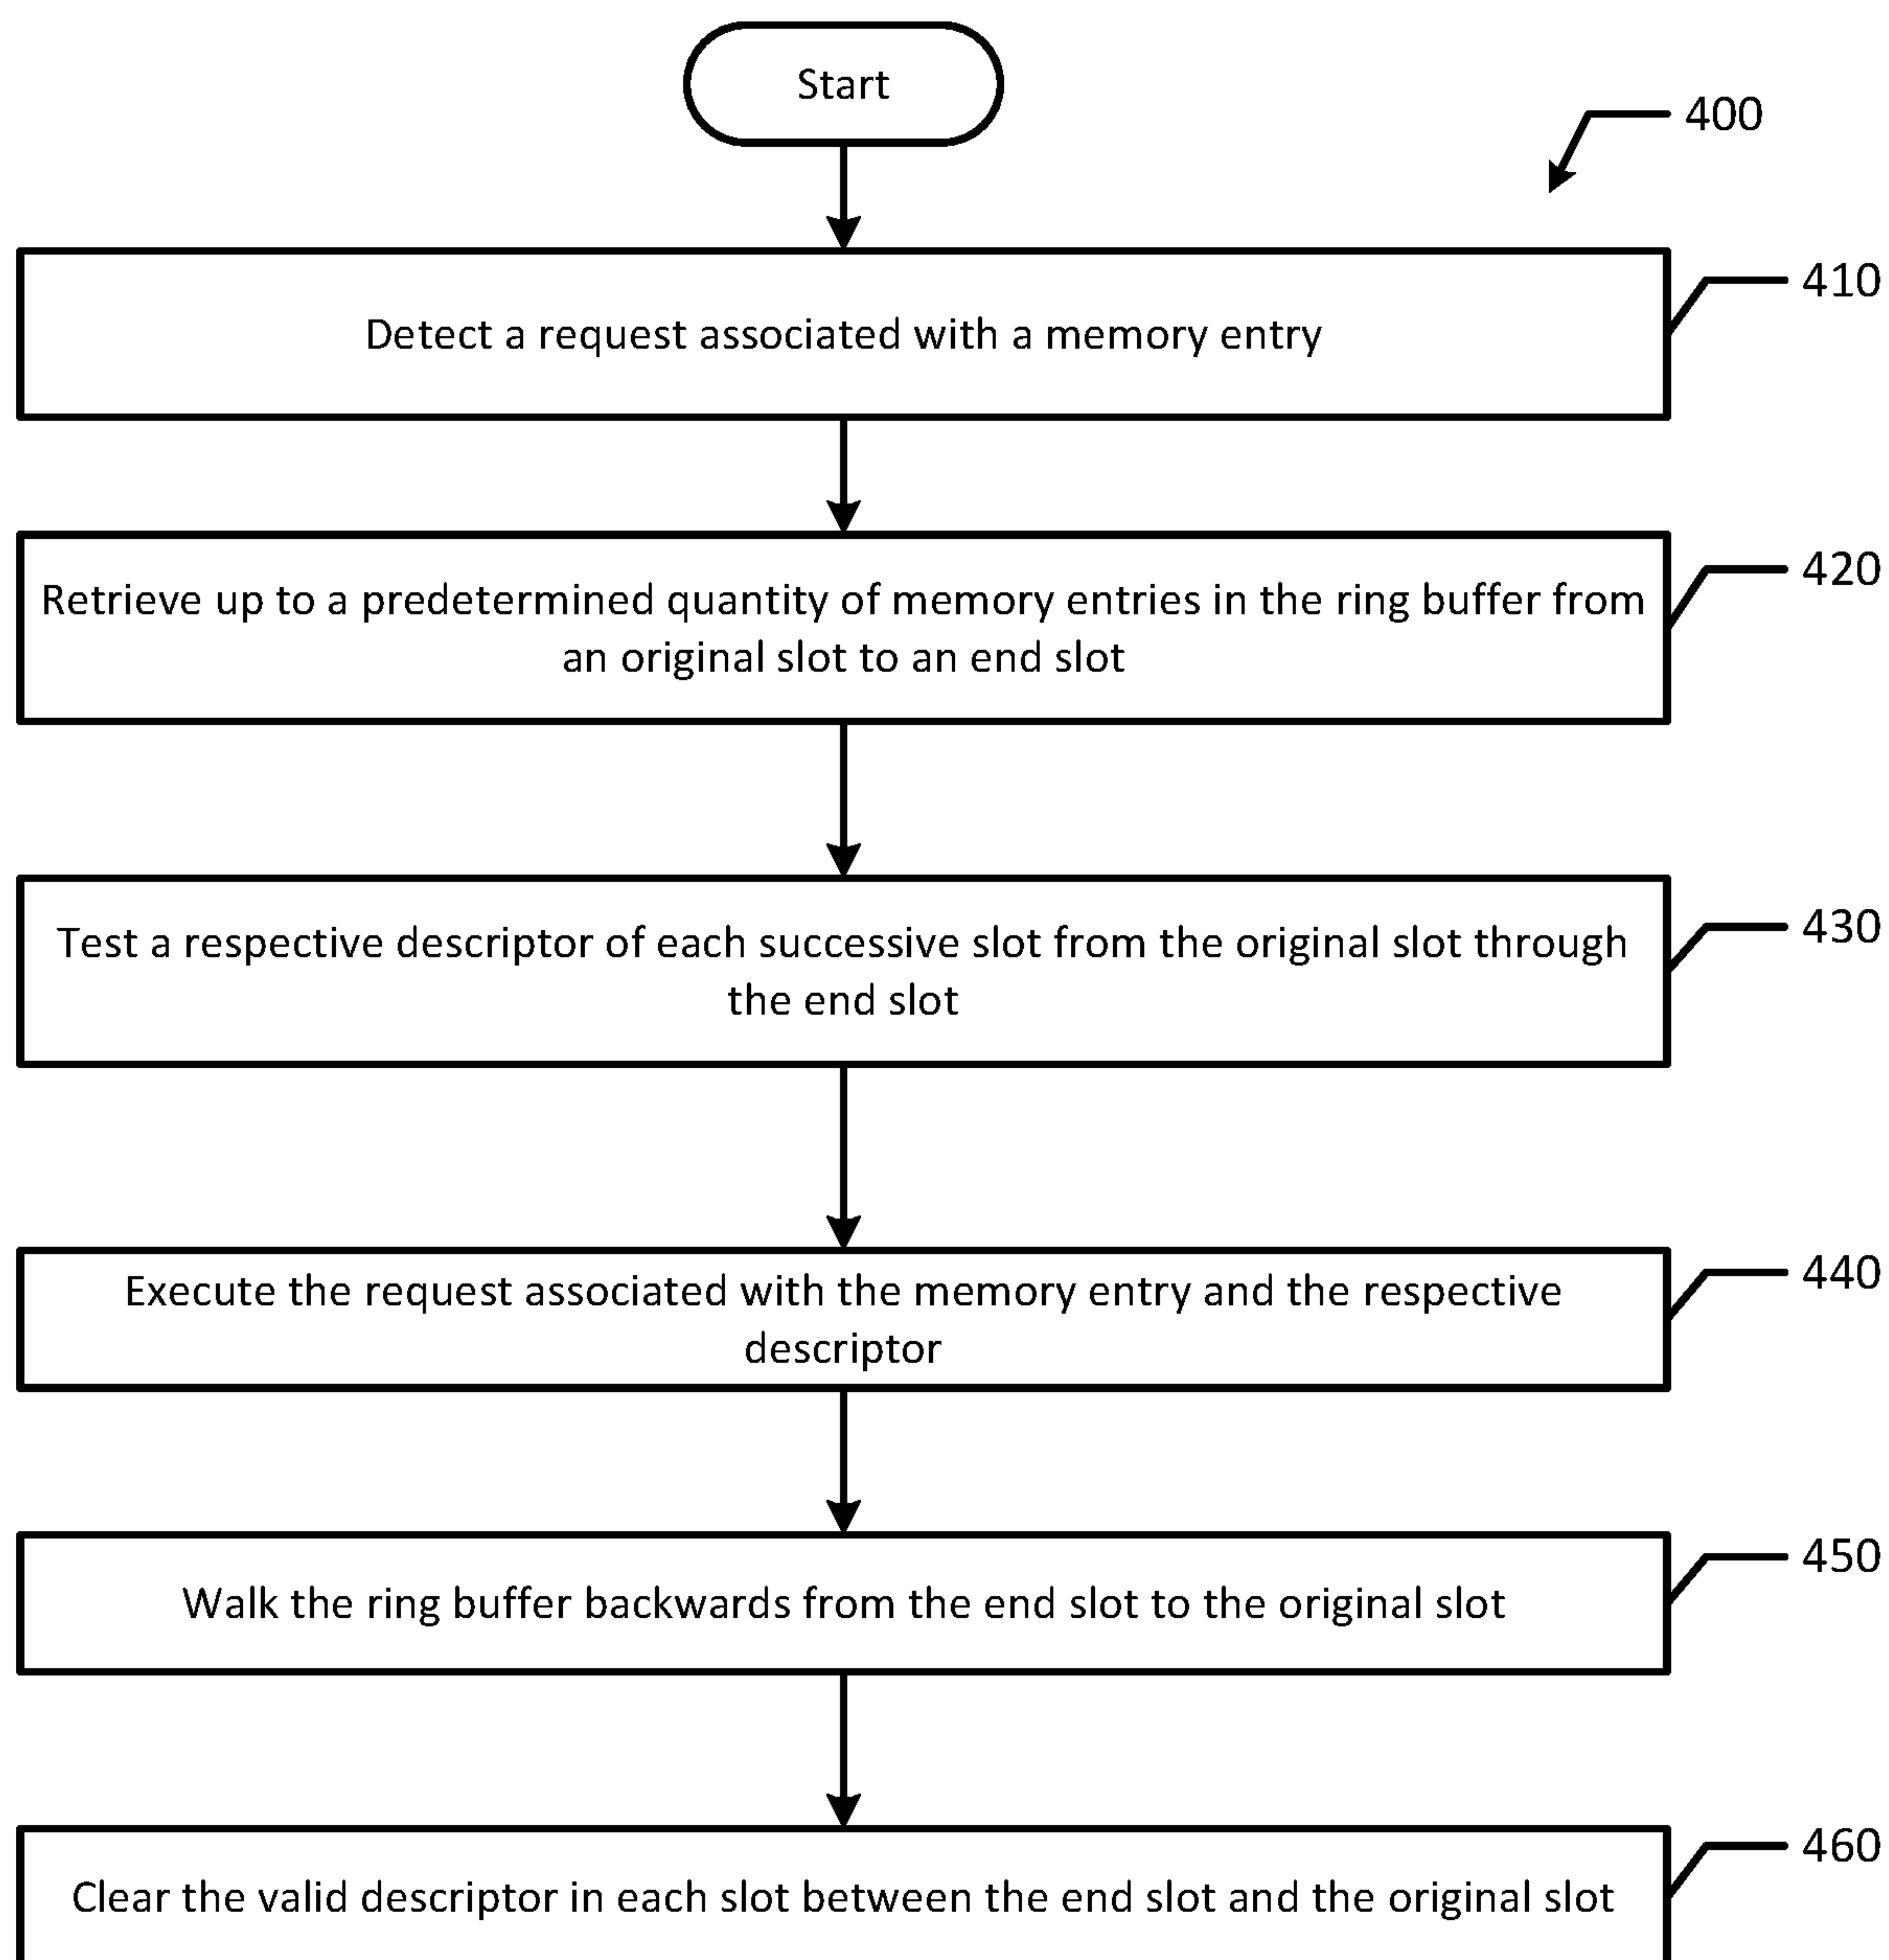 Start
400
Detect a request associated with a memory entry
410
Retrieve up to a predetermined quantity of memory entries in the ring buffer from
an original slot to an end slot
420
Test a respective descriptor of each successive slot from the original slot through
the end slot
430
Execute the request associated with the memory entry and the respective
descriptor
440
Walk the ring buffer backwards from the end slot to the original slot
450
Clear the valid descriptor in each slot between the end slot and the original slot
460